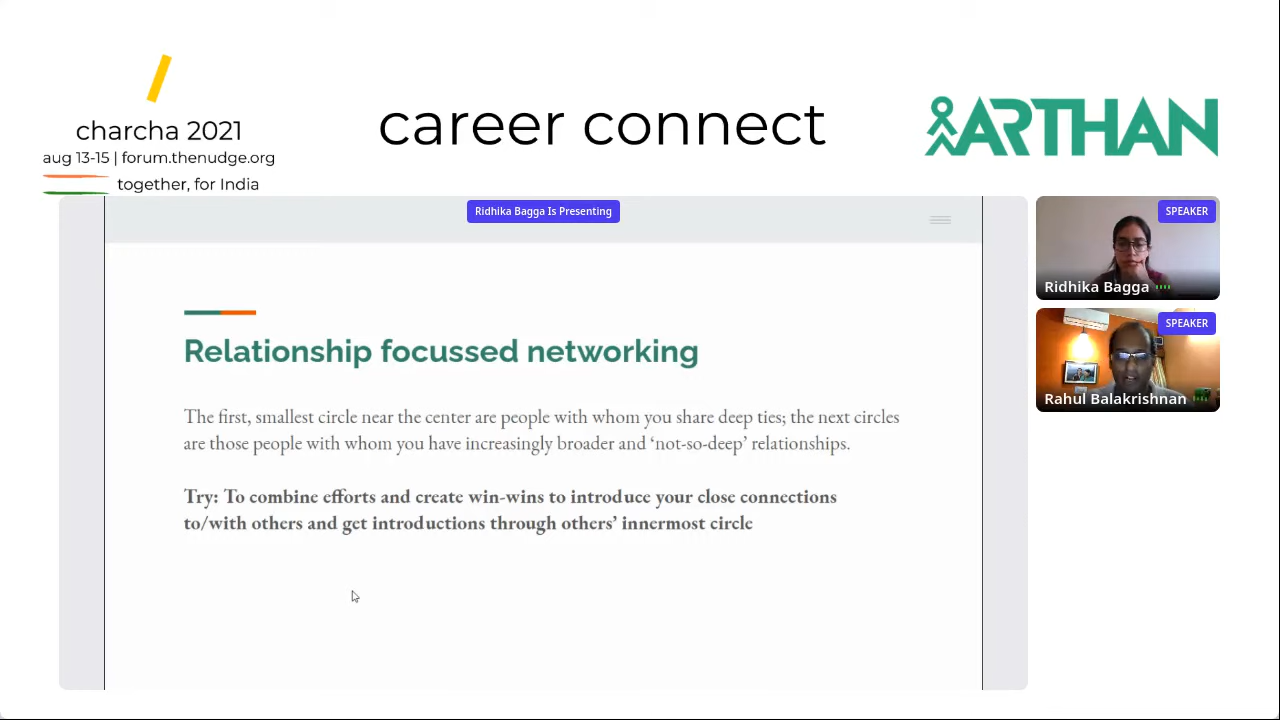 charcha 2021
aug 13-15 | forum.thenudge.org
together, for India
career connect
ARTHAN
Ridhika Bagga Is Presenting
Relationship focussed networking
The first, smallest circle near the center are people with whom you share deep ties; the next circles
are those people with whom you have increasingly broader and ‘not-so-deep’ relationships.
Try: To combine efforts and create win-wins to introduce your close connections
to/with others and get introductions through others’ innermost circle
SPEAKER
Ridhika Bagga
SPEAKER
Rahul Balakrishnan